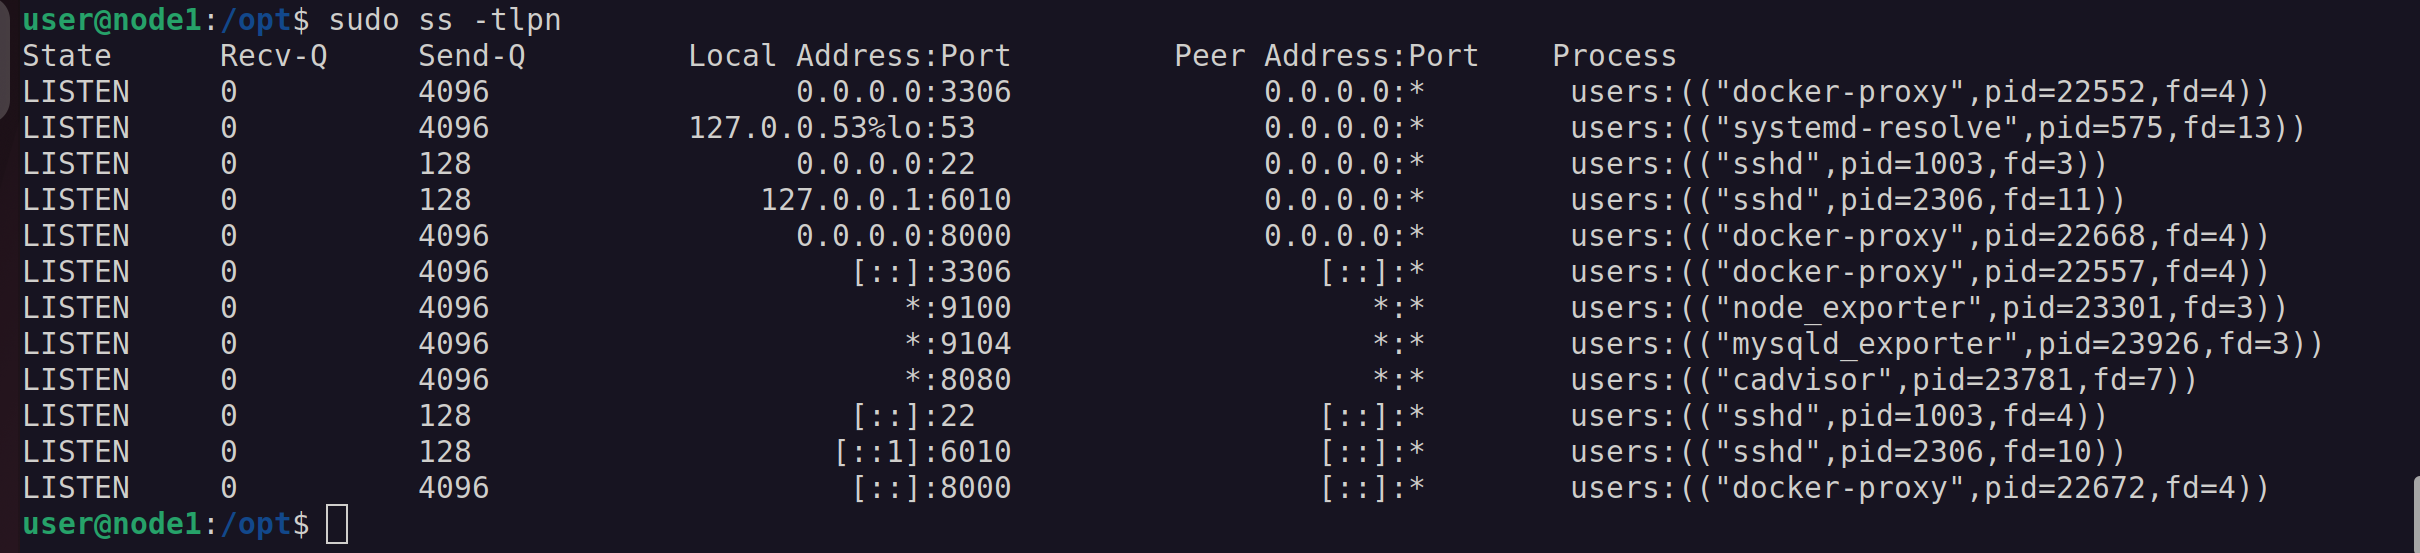 user@node1:/opt$ sudo ss -tlpn
State      Recv-Q     Send-Q         Local Address:Port         Peer Address:Port    Process
LISTEN     0          4096                 0.0.0.0:3306              0.0.0.0:*        users:(("docker-proxy",pid=22552,fd=4))
LISTEN     0          4096           127.0.0.53%lo:53                0.0.0.0:*        users:(("systemd-resolve",pid=575,fd=13))
LISTEN     0          128                  0.0.0.0:22                0.0.0.0:*        users:(("sshd",pid=1003,fd=3))
LISTEN     0          128                127.0.0.1:6010              0.0.0.0:*        users:(("sshd",pid=2306,fd=11))
LISTEN     0          4096                 0.0.0.0:8000              0.0.0.0:*        users:(("docker-proxy",pid=22668,fd=4))
LISTEN     0          4096                    [::]:3306                 [::]:*        users:(("docker-proxy",pid=22557,fd=4))
LISTEN     0          4096                       *:9100                    *:*        users:(("node_exporter",pid=23301,fd=3))
LISTEN     0          4096                       *:9104                    *:*        users:(("mysqld_exporter",pid=23926,fd=3))
LISTEN     0          4096                       *:8080                    *:*        users:(("cadvisor",pid=23781,fd=7))
LISTEN     0          128                     [::]:22                   [::]:*        users:(("sshd",pid=1003,fd=4))
LISTEN     0          128                    [::1]:6010                 [::]:*        users:(("sshd",pid=2306,fd=10))
LISTEN     0          4096                    [::]:8000                 [::]:*        users:(("docker-proxy",pid=22672,fd=4))
user@node1:/opt$